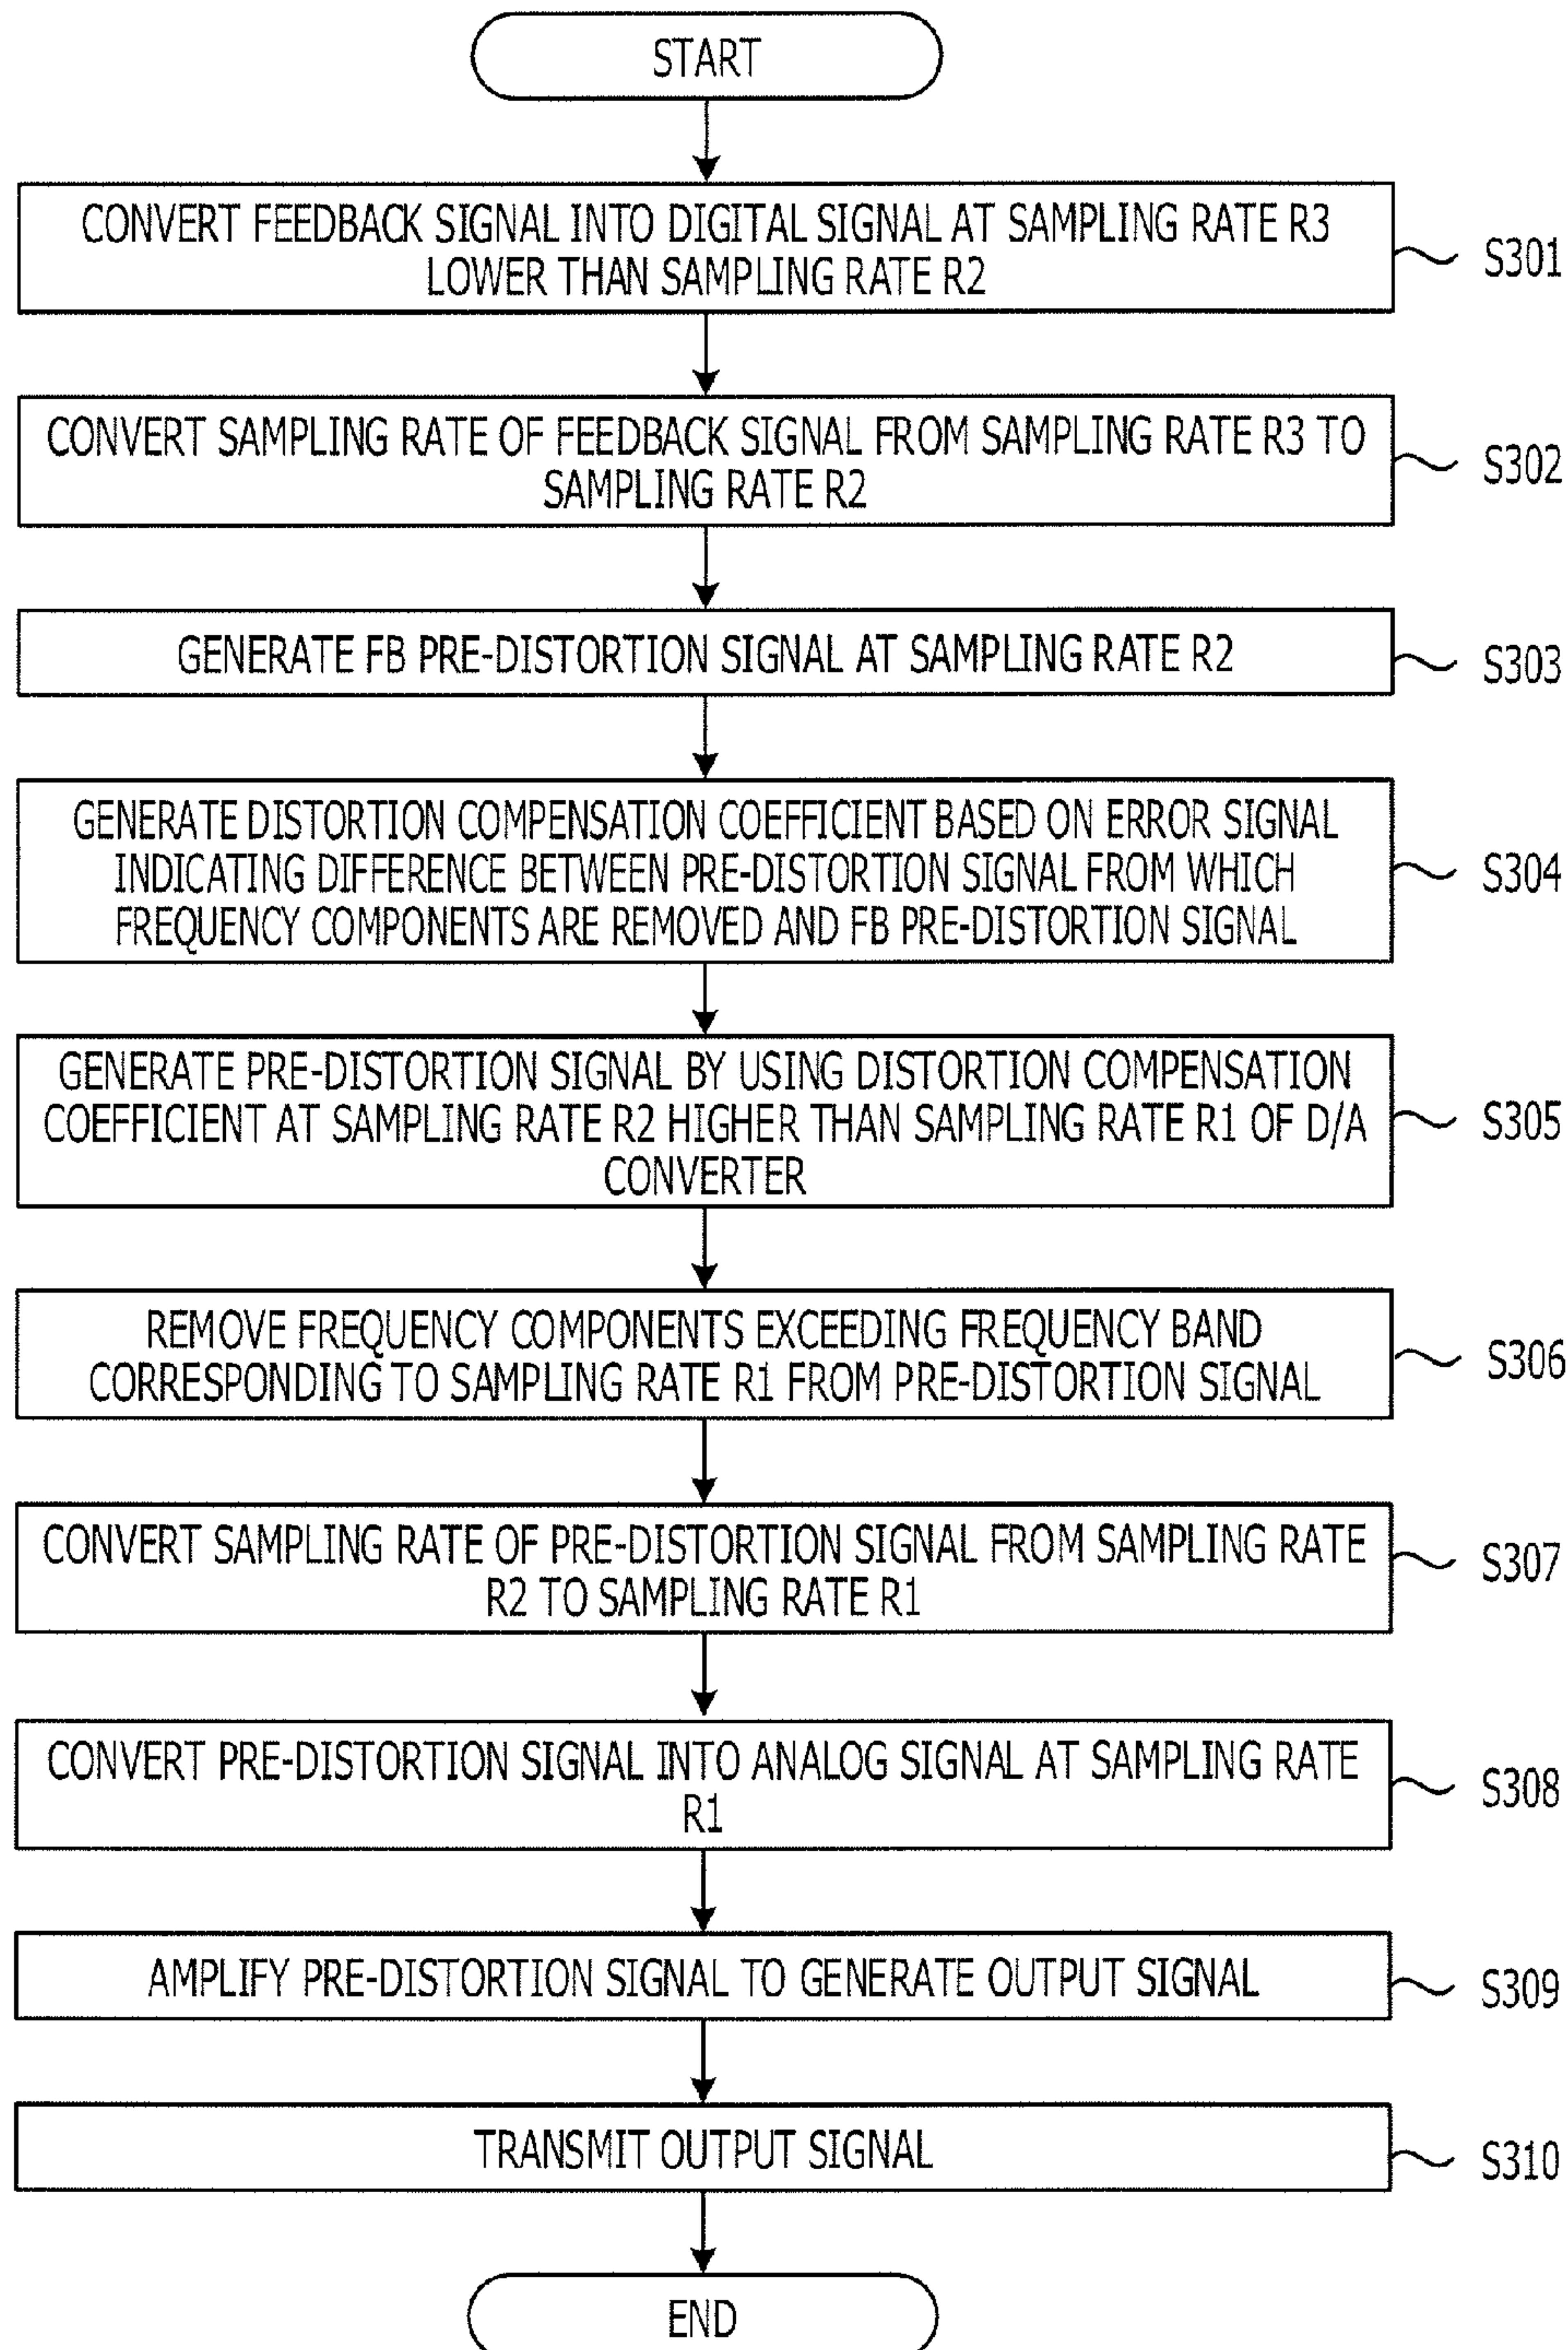 START
CONVERT FEEDBACK SIGNAL INTO DIGITAL SIGNAL AT SAMPLING RATE R3
LOWER THAN SAMPLING RATE R2
S301
CONVERT SAMPLING RATE OF FEEDBACK SIGNAL FROM SAMPLING RATE R3 TO
SAMPLING RATE R2
S302
GENERATE FB PRE-DISTORTION SIGNAL AT SAMPLING RATE R2
S303
GENERATE DISTORTION COMPENSATION COEFFICIENT BASED ON ERROR SIGNAL
INDICATING DIFFERENCE BETWEEN PRE-DISTORTION SIGNAL FROM WHICH
FREQUENCY COMPONENTS ARE REMOVED AND FB PRE-DISTORTION SIGNAL
S304
GENERATE PRE-DISTORTION SIGNAL BY USING DISTORTION COMPENSATION
COEFFICIENT AT SAMPLING RATE R2 HIGHER THAN SAMPLING RATE R1 OF D/A
CONVERTER
S305
REMOVE FREQUENCY COMPONENTS EXCEEDING FREQUENCY BAND
CORRESPONDING TO SAMPLING RATE R1 FROM PRE-DISTORTION SIGNAL
S306
CONVERT SAMPLING RATE OF PRE-DISTORTION SIGNAL FROM SAMPLING RATE
R2 TO SAMPLING RATE R1
S307
CONVERT PRE-DISTORTION SIGNAL INTO ANALOG SIGNAL AT SAMPLING RATE
R1
S308
AMPLIFY PRE-DISTORTION SIGNAL TO GENERATE OUTPUT SIGNAL
S309
TRANSMIT OUTPUT SIGNAL
S310
END